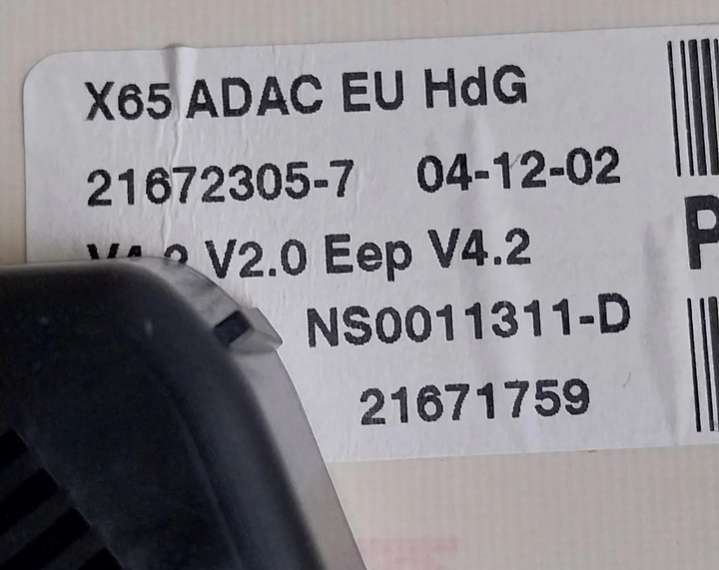 X65 ADAC EU HdG
21672305-7 04-12-02
V2.0 Eep V4.2
NS0011311-D
21671759
P